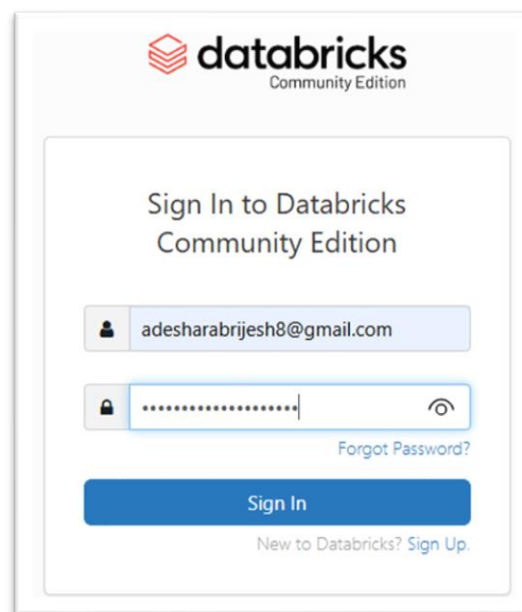 databricks
Community Edition
Sign In to Databricks
Community Edition
adesharabrijesh8@gmail.com
••••••••••••••••••••
Forgot Password?
Sign In
New to Databricks? Sign Up.